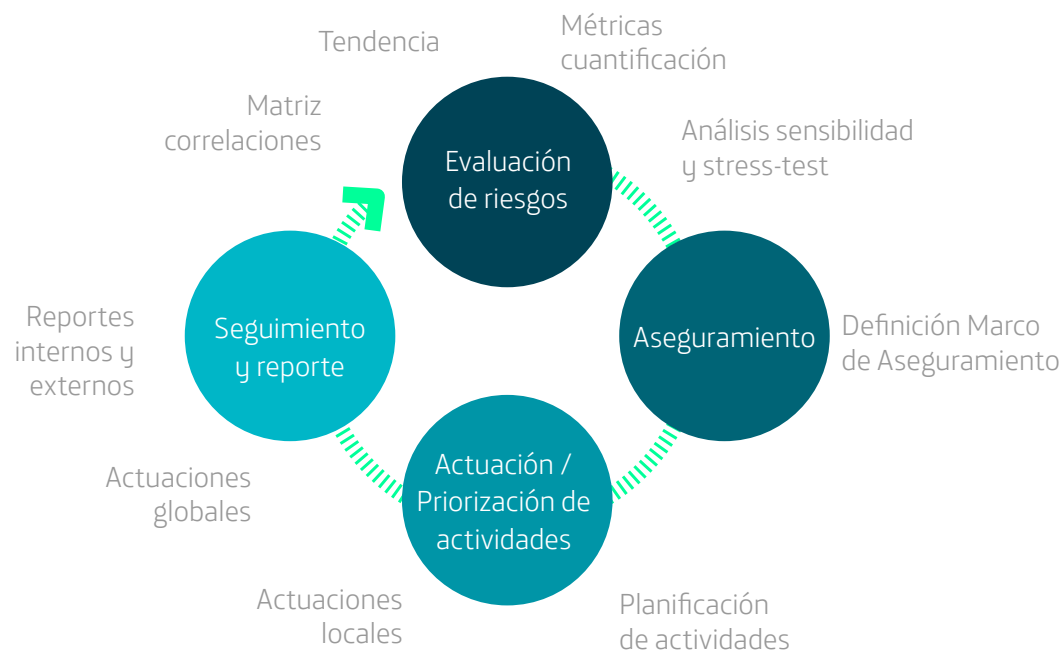 Tendencia
Métricas
cuantificación
Matriz
correlaciones
Análisis sensibilidad
y stress-test
Evaluación
de riesgos
Reportes
internos y
externos
Seguimiento
y reporte
Aseguramiento
Definición Marco
de Aseguramiento
Actuaciones
globales
Actuación /
Priorización de
actividades
Actuaciones
locales
Planificación
de actividades